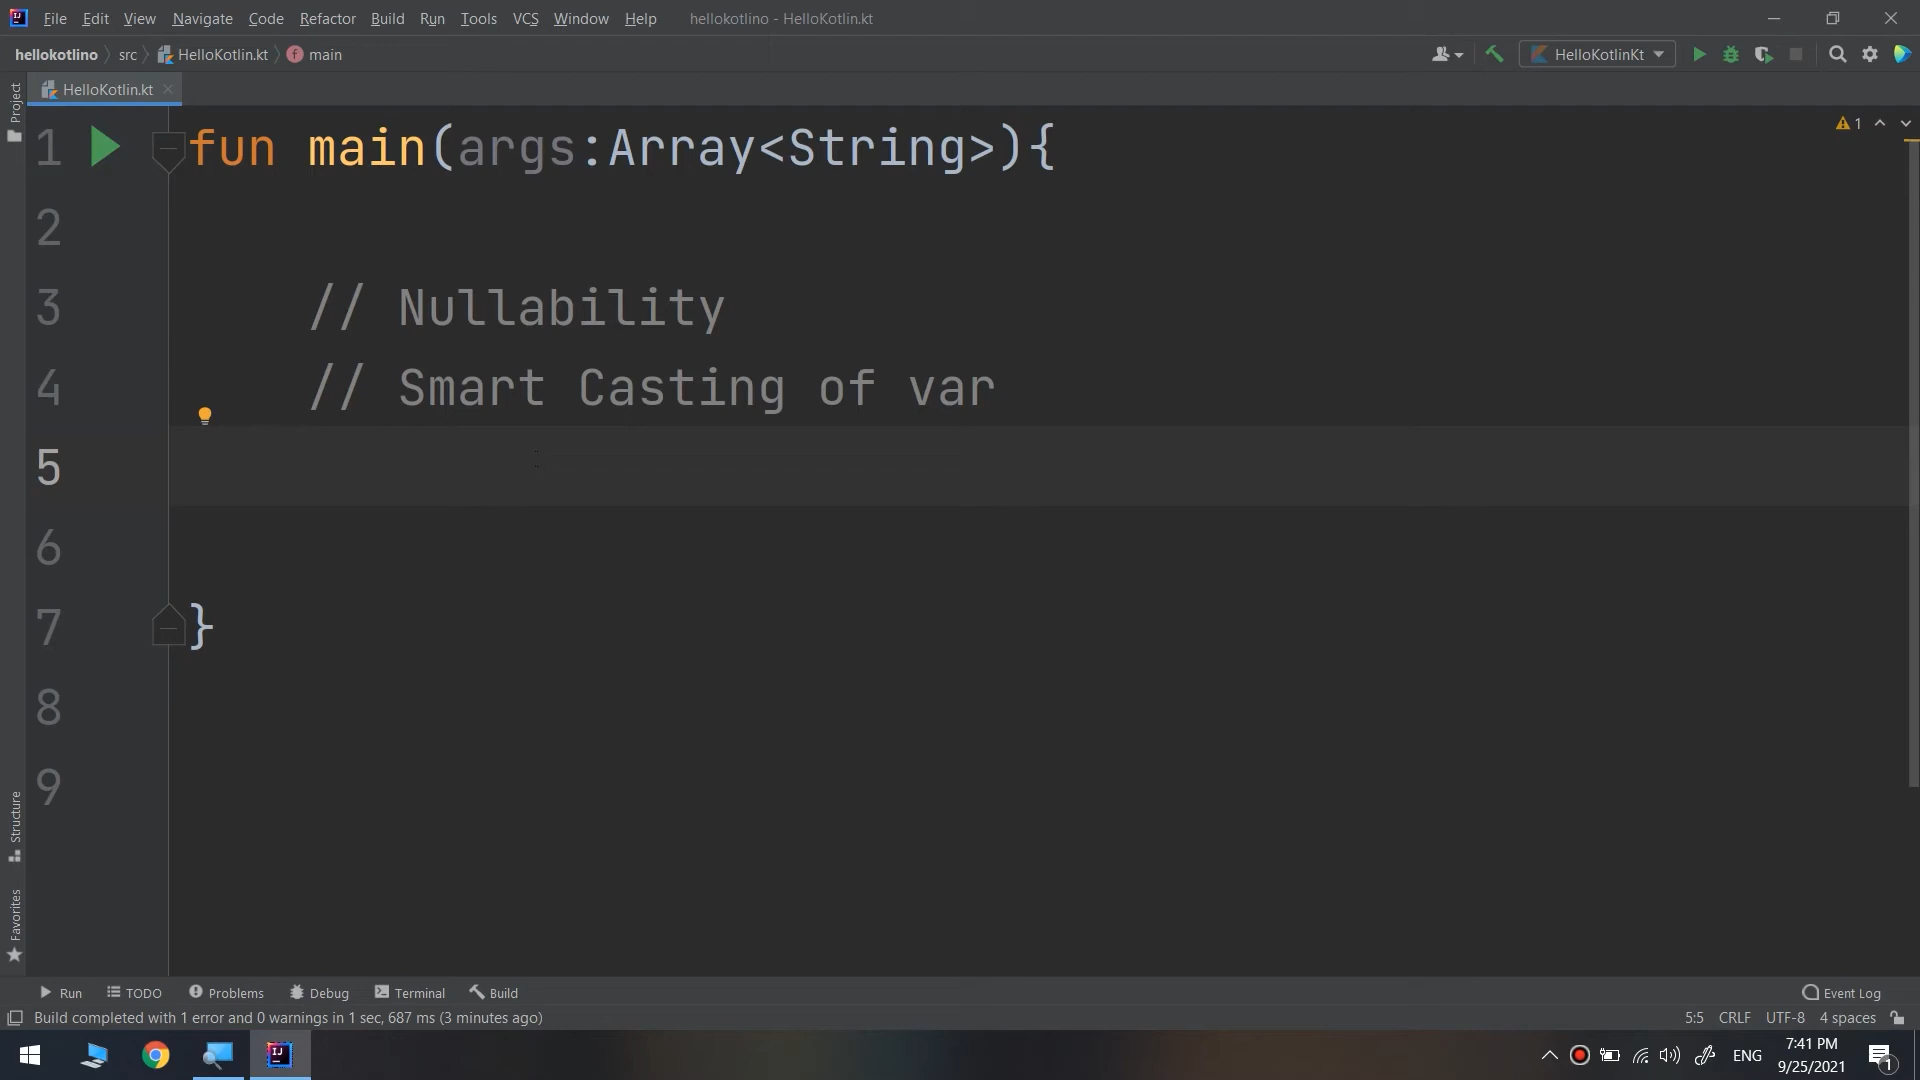 File Edit View Navigate Code Refactor Build Run Tools VCS Window Help hellokotlino - HelloKotlin.kt
hellokotlino src HelloKotlin.kt main HelloKotlinKt
Project
HelloKotlin.kt
1 fun main(args:Array<String>){
1
2
3 // Nullability
4 // Smart Casting of var
5
6
7 }
8
9
Structure
Favorites
Run TODO Problems Debug Terminal Build Event Log
Build completed with 1 error and 0 warnings in 1 sec, 687 ms (3 minutes ago) 5:5 CRLF UTF-8 4 spaces
ENG 7:41 PM
9/25/2021
1